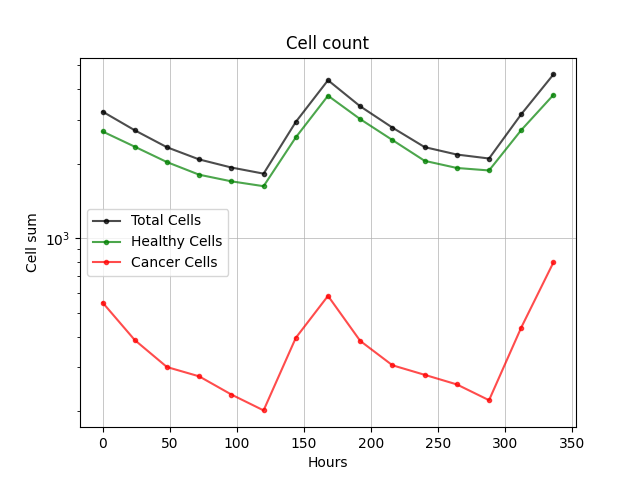 Cell count
Cell sum
10^3
Total Cells
Healthy Cells
Cancer Cells
0 50 100 150 200 250 300 350
Hours